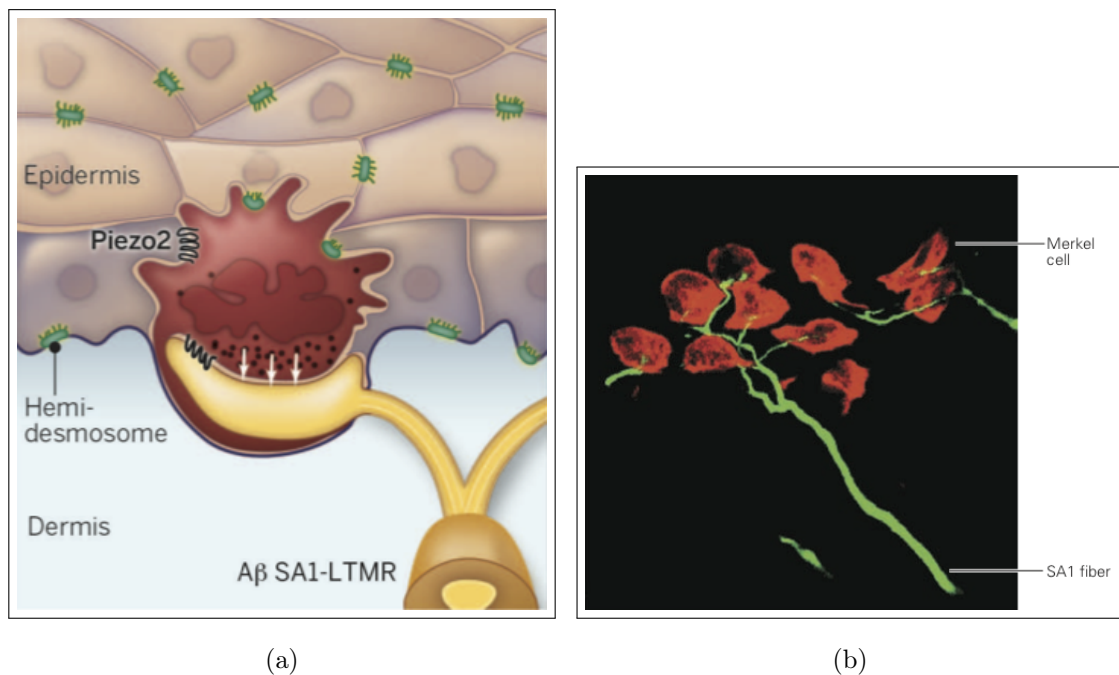 Epidermis
Piezo2
Hemi-
desmosome
Dermis
Aβ SA1-LTMR
Merkel
cell
SA1 fiber
(a)
(b)